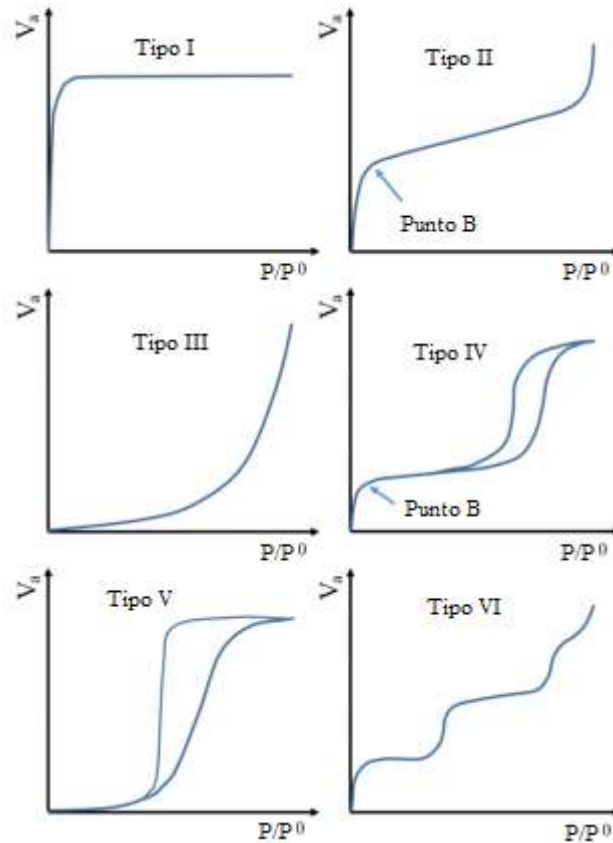 Va
Tipo I
P/P0
Va
Tipo II
Punto B
P/P0
Va
Tipo III
P/P0
Va
Tipo IV
Punto B
P/P0
Va
Tipo V
P/P0
Va
Tipo VI
P/P0